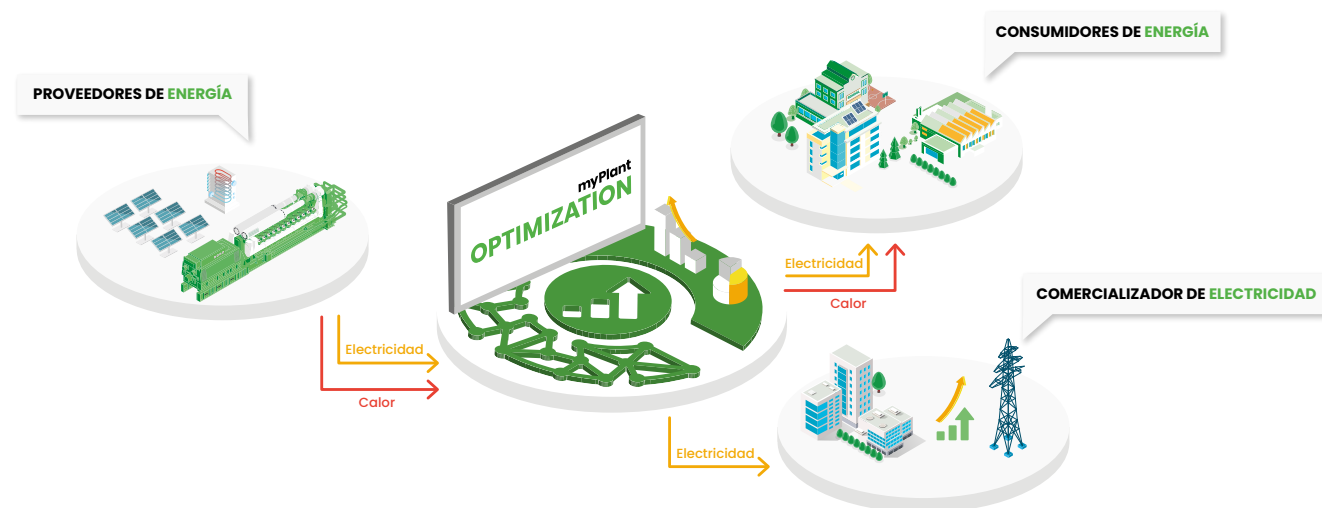 CONSUMIDORES DE ENERGÍA
PROVEEDORES DE ENERGÍA
myPlant
OPTIMIZATION
Electricidad
Calor
COMERCIALIZADOR DE ELECTRICIDAD
Electricidad
Calor
Electricidad